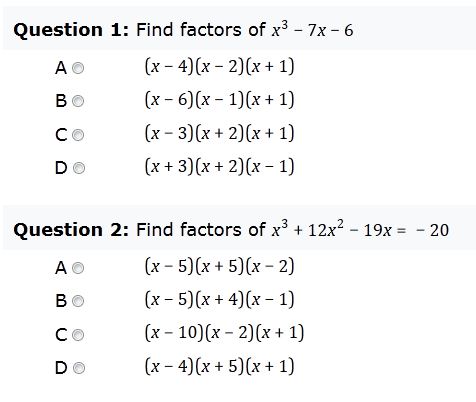 Question 1: Find factors of x³ − 7x − 6
A (x − 4)(x − 2)(x + 1)
B (x − 6)(x − 1)(x + 1)
C (x − 3)(x + 2)(x + 1)
D (x + 3)(x + 2)(x − 1)
Question 2: Find factors of x³ + 12x² − 19x = − 20
A (x − 5)(x + 5)(x − 2)
B (x − 5)(x + 4)(x − 1)
C (x − 10)(x − 2)(x + 1)
D (x − 4)(x + 5)(x + 1)